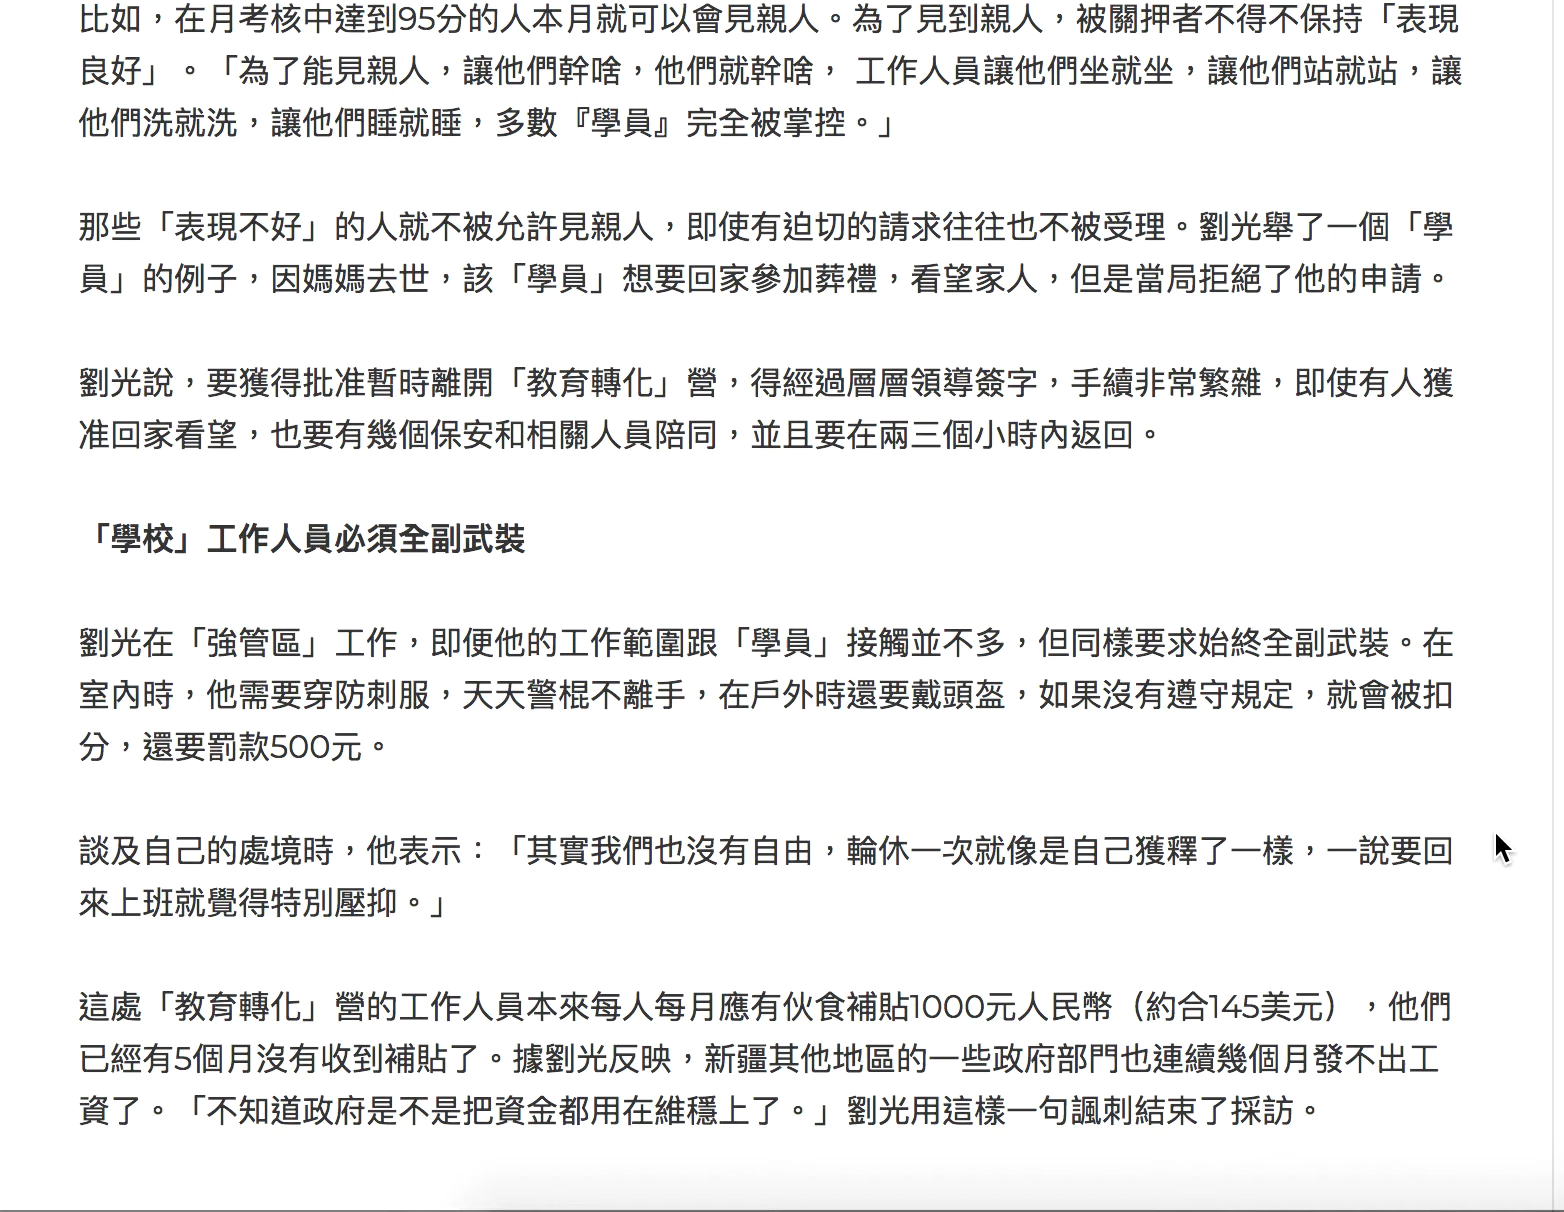 比如，在月考核中達到95分的人本月就可以會見親人。為了見到親人，被關押者不得不保持「表現
良好」。「為了能見親人，讓他們幹啥，他們就幹啥， 工作人員讓他們坐就坐，讓他們站就站，讓
他們洗就洗，讓他們睡就睡，多數『學員』完全被掌控。」
那些「表現不好」的人就不被允許見親人，即使有迫切的請求往往也不被受理。劉光舉了一個「學
員」的例子，因媽媽去世，該「學員」想要回家參加葬禮，看望家人，但是當局拒絕了他的申請。
劉光說，要獲得批准暫時離開「教育轉化」營，得經過層層領導簽字，手續非常繁雜，即使有人獲
准回家看望，也要有幾個保安和相關人員陪同，並且要在兩三個小時內返回。
「學校」工作人員必須全副武裝
劉光在「強管區」工作，即便他的工作範圍跟「學員」接觸並不多，但同樣要求始終全副武裝。在
室內時，他需要穿防刺服，天天警棍不離手，在戶外時還要戴頭盔，如果沒有遵守規定，就會被扣
分，還要罰款500元。
談及自己的處境時，他表示：「其實我們也沒有自由，輪休一次就像是自己獲釋了一樣，一說要回
來上班就覺得特別壓抑。」
這處「教育轉化」營的工作人員本來每人每月應有伙食補貼1000元人民幣（約合145美元），他們
已經有5個月沒有收到補貼了。據劉光反映，新疆其他地區的一些政府部門也連續幾個月發不出工
資了。「不知道政府是不是把資金都用在維穩上了。」劉光用這樣一句諷刺結束了採訪。